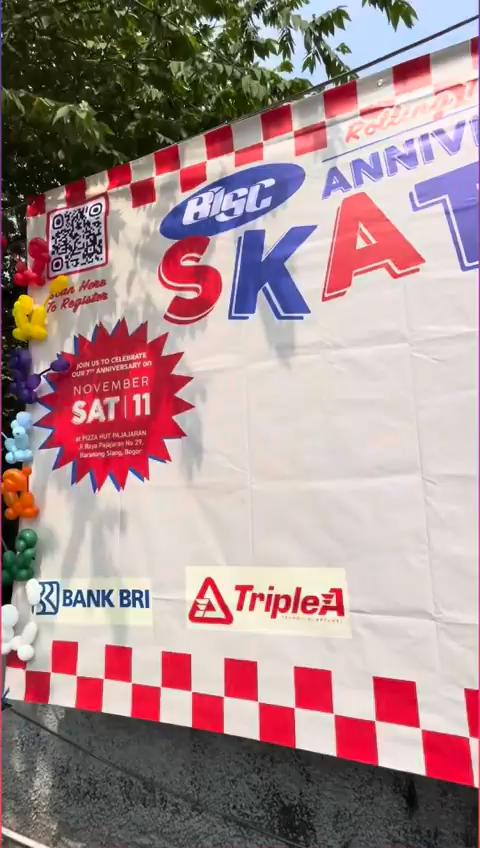 Rolling
ANNIV
BISC
SKAT
Scan Here
To Register
JOIN US TO CELEBRATE
OUR 7TH ANNIVERSARY on
NOVEMBER
SAT | 11
at PIZZA HUT PAJAJARAN
Jl Raya Pajajaran No 29,
Baranang Siang, Bogor
BANK BRI
TripleA